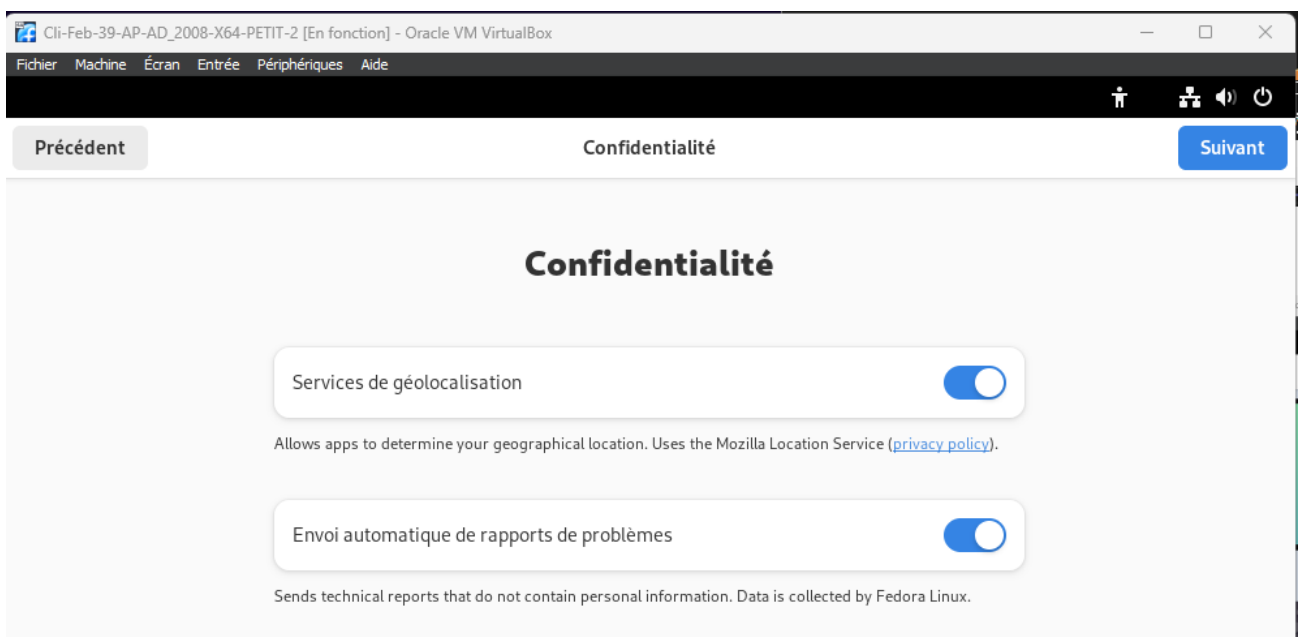 Cli-Feb-39-AP-AD_2008-X64-PETIT-2 [En fonction] - Oracle VM VirtualBox
Fichier Machine Écran Entrée Périphériques Aide
Précédent Confidentialité Suivant
Confidentialité
Services de géolocalisation
Allows apps to determine your geographical location. Uses the Mozilla Location Service (privacy policy).
Envoi automatique de rapports de problèmes
Sends technical reports that do not contain personal information. Data is collected by Fedora Linux.